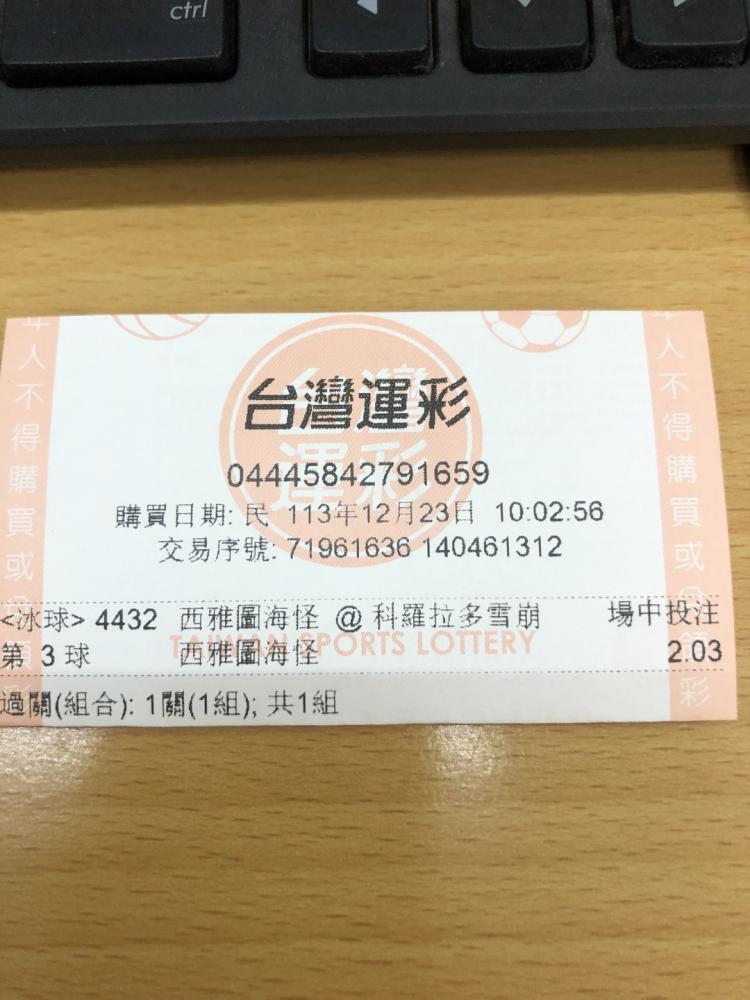 ctrl
台灣運彩
04445842791659
購買日期: 民 113年12月23日 10:02:56
交易序號: 71961636 140461312
<冰球> 4432 西雅圖海怪 @ 科羅拉多雪崩 場中投注
TAIWAN SPORTS LOTTERY
第 3 球 西雅圖海怪 2.03
過關(組合): 1關(1組); 共1組
人不得購買或
人不得購買或
彩